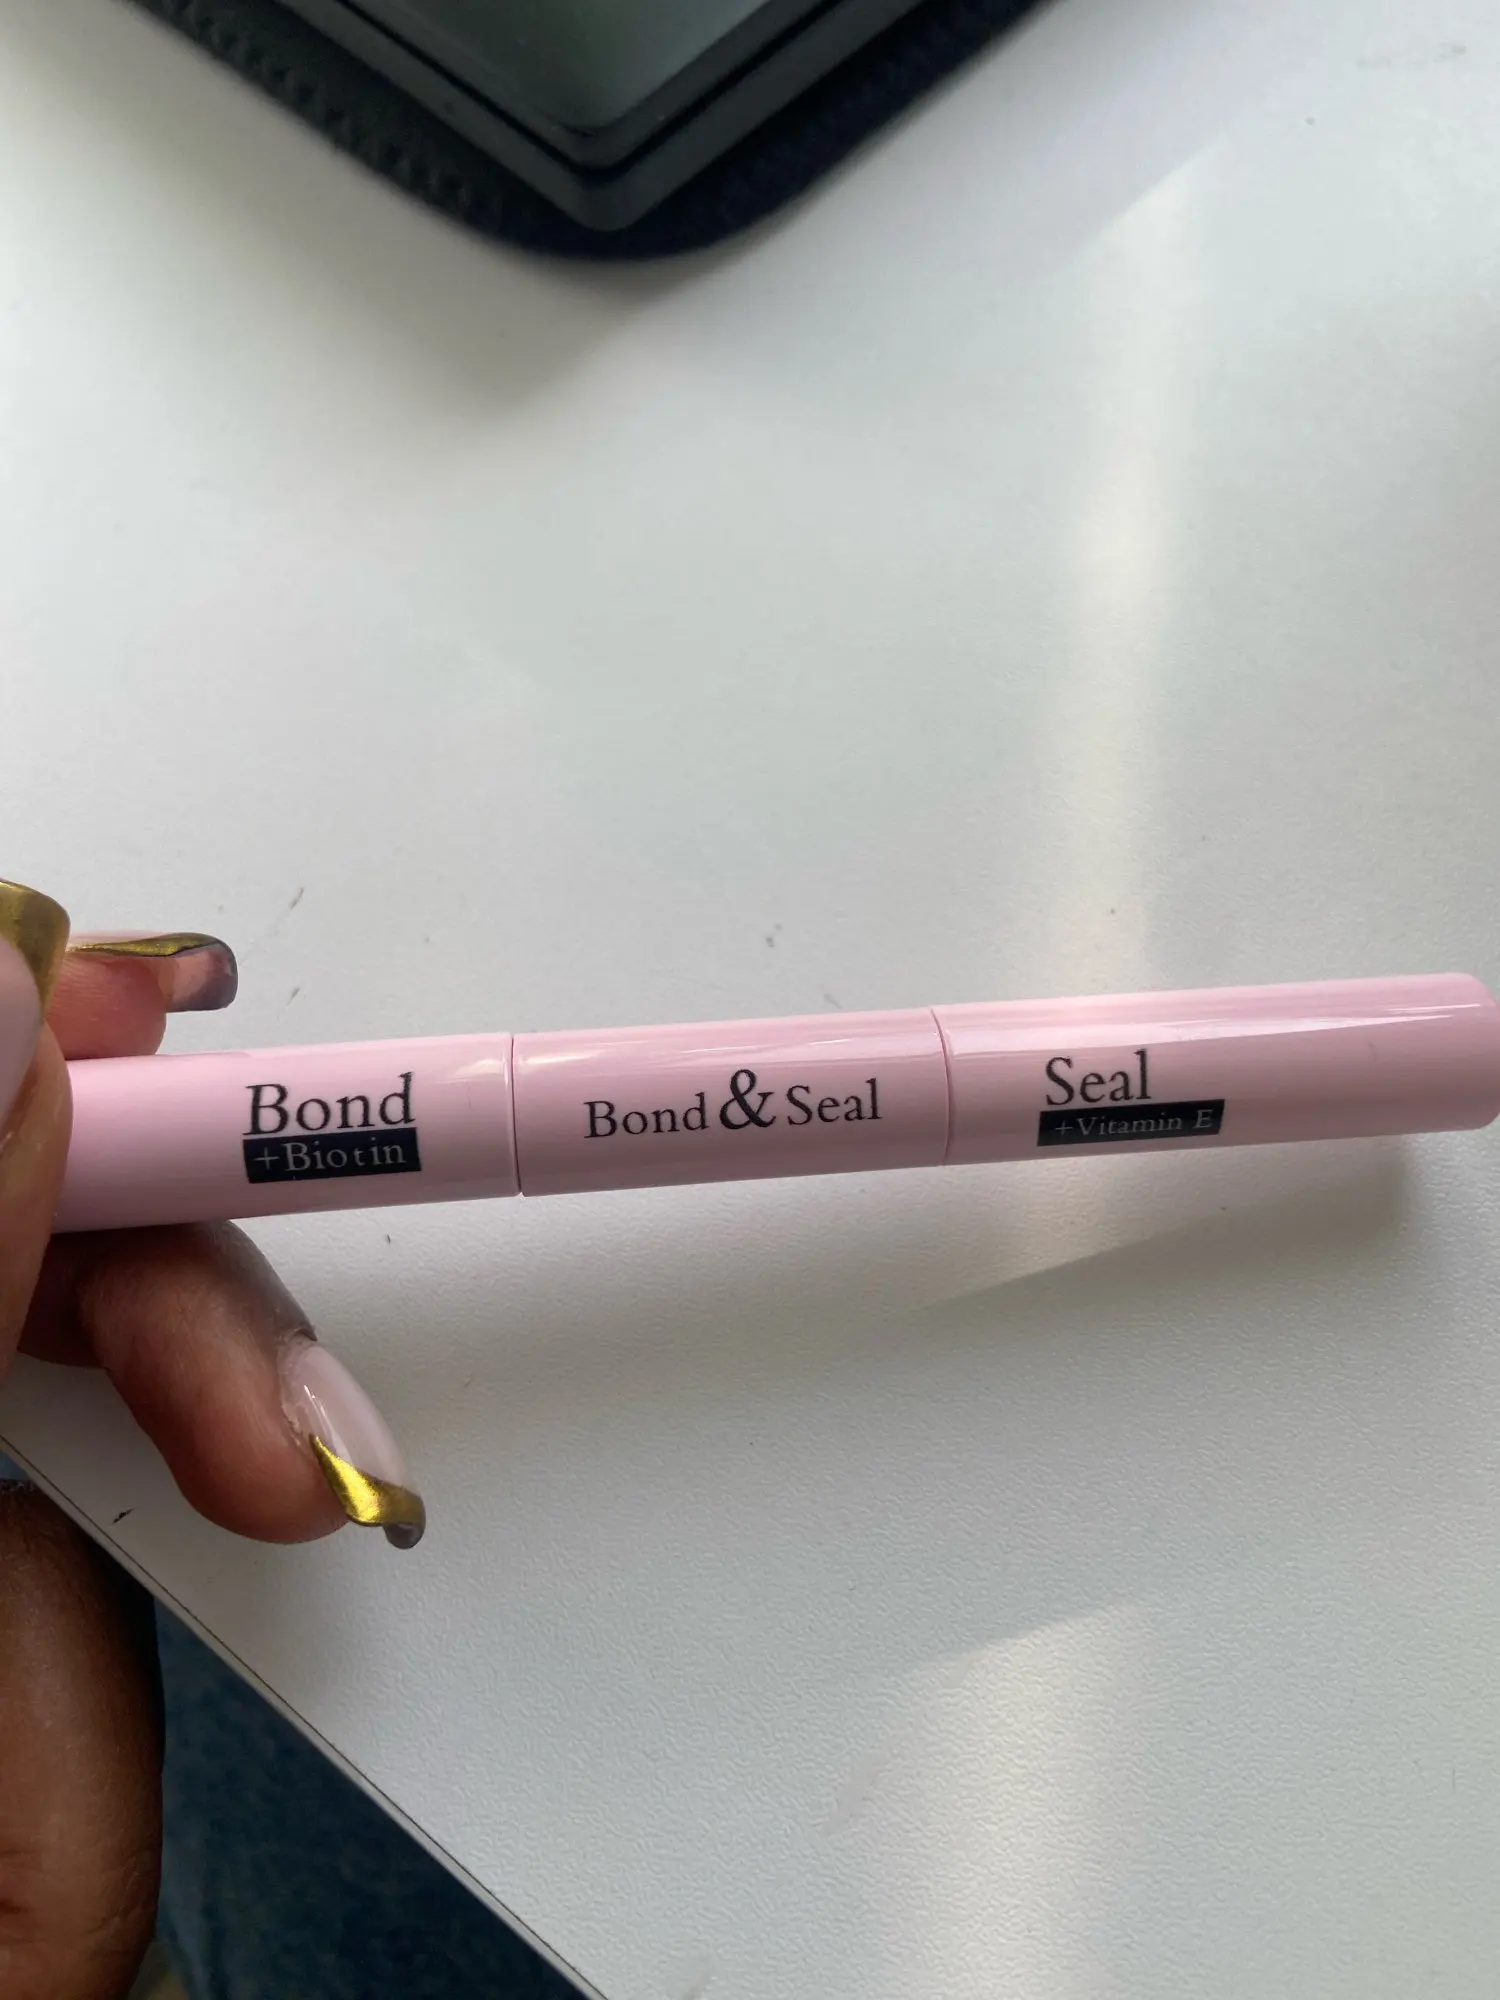 Bond
+Biotin
Bond & Seal
Seal
+Vitamin E